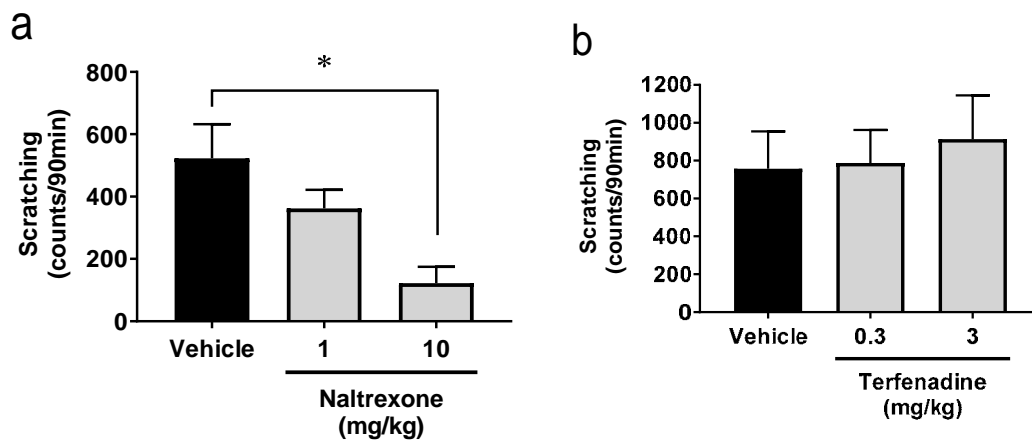 a
*
Scratching
(counts/90min)
800
600
400
200
0
Vehicle 1 10
Naltrexone
(mg/kg)
b
Scratching
(counts/90min)
1200
1000
800
600
400
200
0
Vehicle 0.3 3
Terfenadine
(mg/kg)